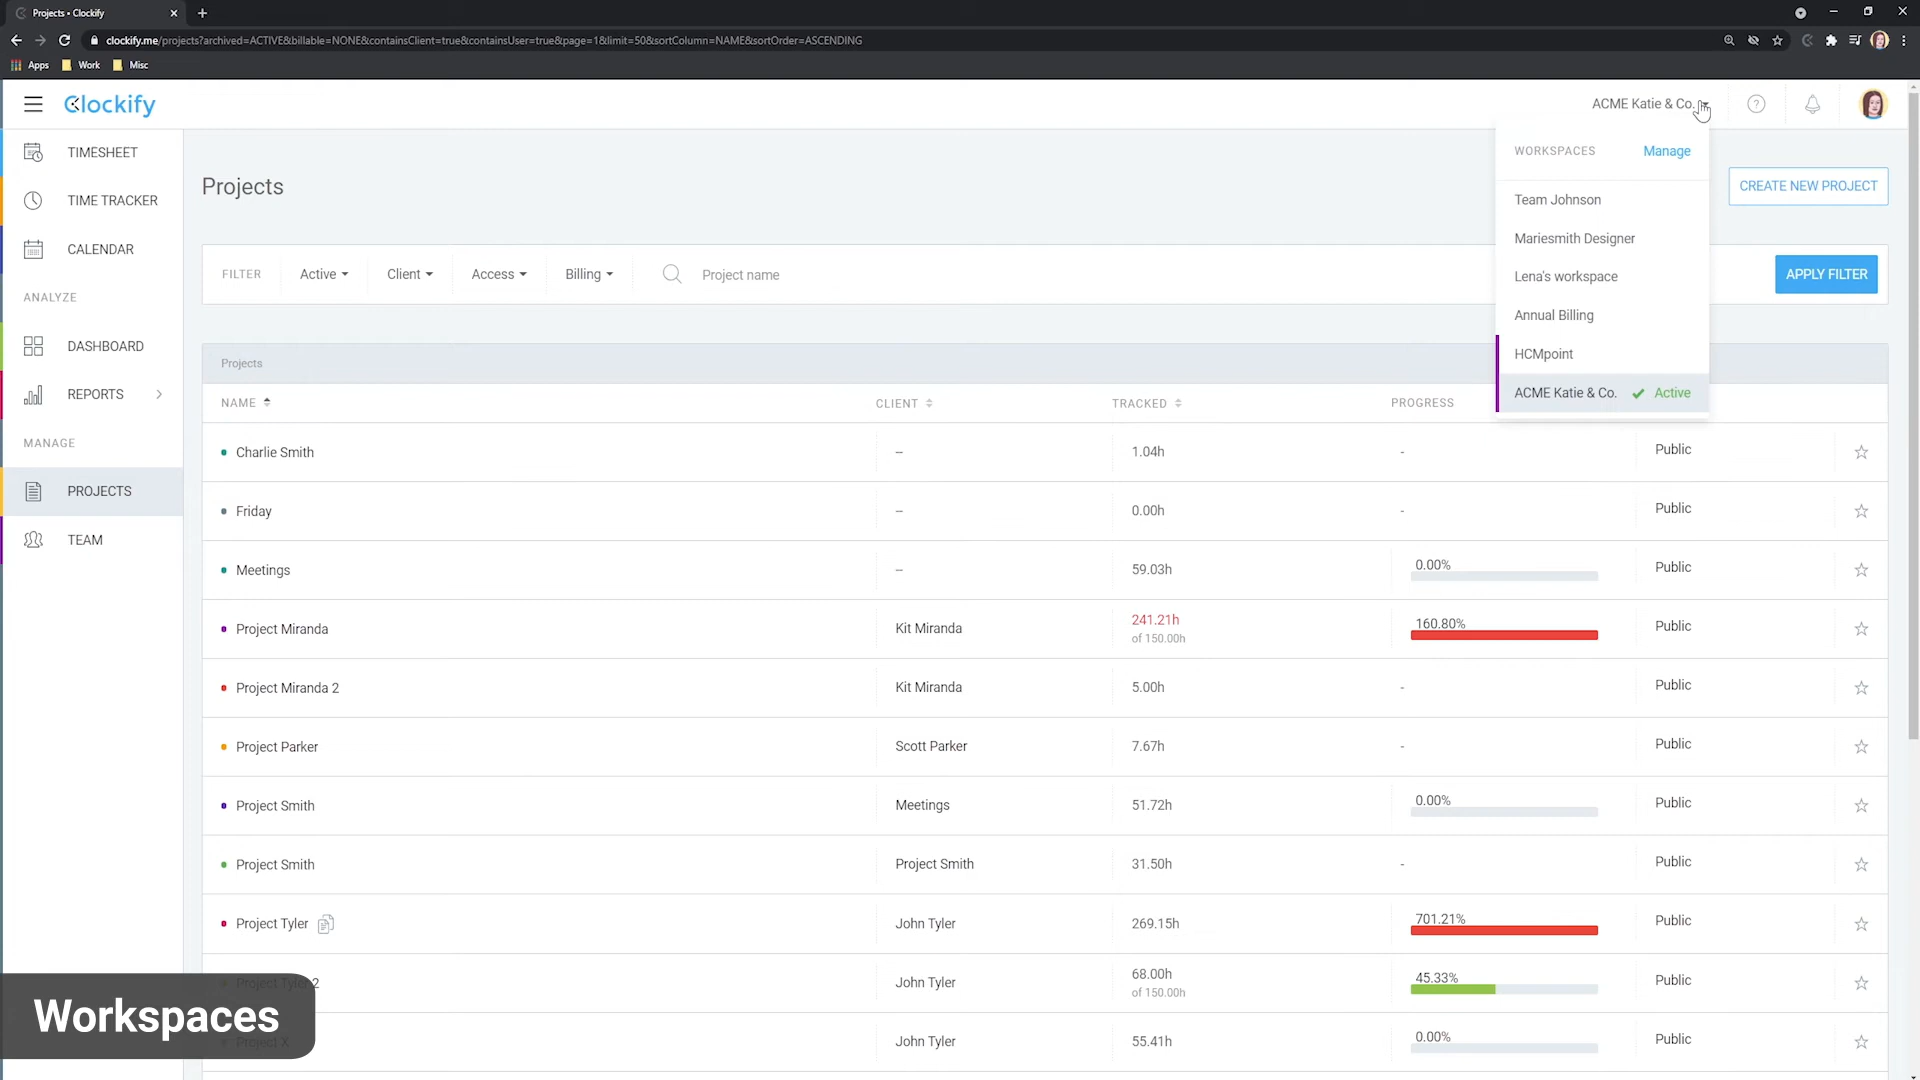 Projects • Clockify
clockify.me/projects?archived=ACTIVE&billable=NONE&containsClient=true&containsUser=true&page=1&limit=50&sortColumn=NAME&sortOrder=ASCENDING
Apps Work Misc
Clockify
ACME Katie & Co.
WORKSPACES Manage
Team Johnson
Mariesmith Designer
Lena's workspace
Annual Billing
HCMpoint
ACME Katie & Co. Active
TIMESHEET
TIME TRACKER
CALENDAR
ANALYZE
DASHBOARD
REPORTS
MANAGE
PROJECTS
TEAM
Projects
CREATE NEW PROJECT
FILTER Active Client Access Billing Project name APPLY FILTER
Projects
NAME CLIENT TRACKED PROGRESS
Charlie Smith – 1.04h - Public
Friday – 0.00h - Public
Meetings – 59.03h 0.00% Public
Project Miranda Kit Miranda 241.21h of 150.00h 160.80% Public
Project Miranda 2 Kit Miranda 5.00h - Public
Project Parker Scott Parker 7.67h - Public
Project Smith Meetings 51.72h 0.00% Public
Project Smith Project Smith 31.50h - Public
Project Tyler John Tyler 269.15h 701.21% Public
Project Tyler 2 John Tyler 68.00h of 150.00h 45.33% Public
Project X John Tyler 55.41h 0.00% Public
Workspaces